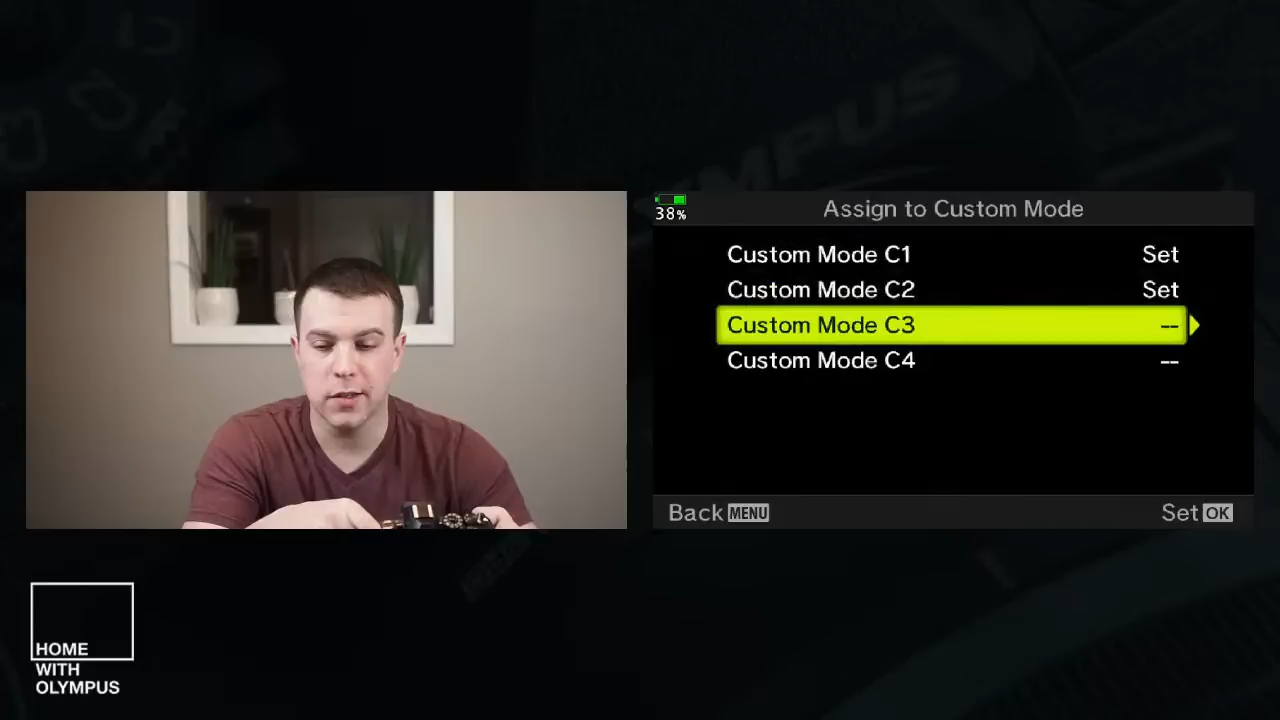 38%
Assign to Custom Mode
Custom Mode C1 Set
Custom Mode C2 Set
Custom Mode C3 --
Custom Mode C4 --
Back MENU Set OK
HOME
WITH
OLYMPUS